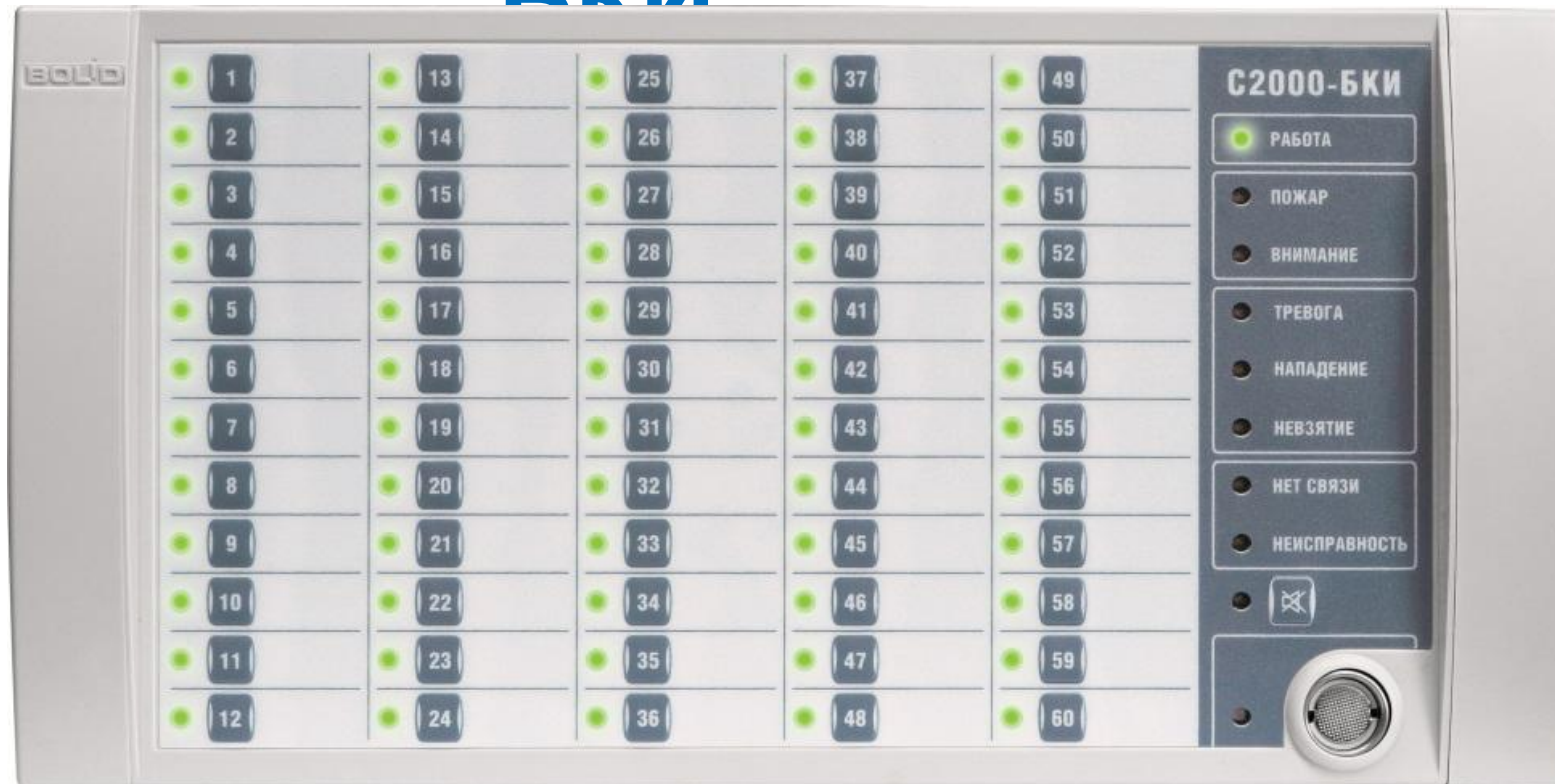 BOLID
1 13 25 37 49
2 14 26 38 50
3 15 27 39 51
4 16 28 40 52
5 17 29 41 53
6 18 30 42 54
7 19 31 43 55
8 20 32 44 56
9 21 33 45 57
10 22 34 46 58
11 23 35 47 59
12 24 36 48 60
С2000-БКИ
РАБОТА
ПОЖАР
ВНИМАНИЕ
ТРЕВОГА
НАПАДЕНИЕ
НЕВЗЯТИЕ
НЕТ СВЯЗИ
НЕИСПРАВНОСТЬ